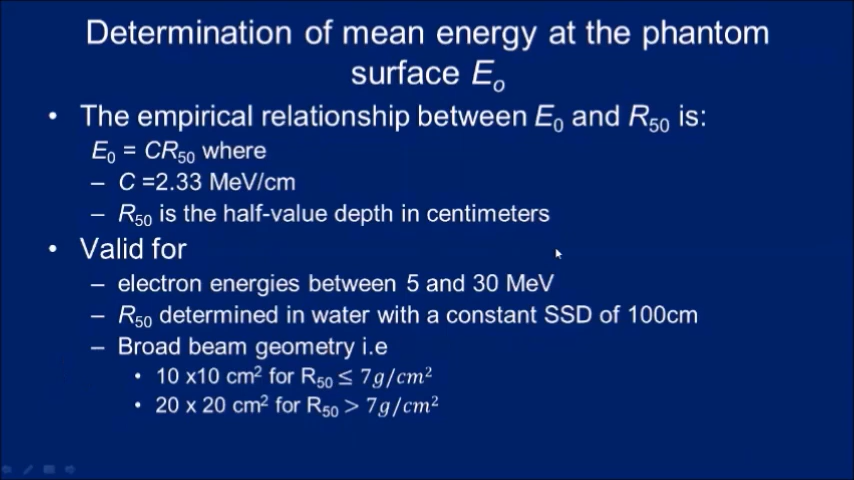 Determination of mean energy at the phantom
surface Eₒ
• The empirical relationship between E₀ and R₅₀ is:
E₀ = CR₅₀ where
– C =2.33 MeV/cm
– R₅₀ is the half-value depth in centimeters
• Valid for
– electron energies between 5 and 30 MeV
– R₅₀ determined in water with a constant SSD of 100cm
– Broad beam geometry i.e
• 10 x10 cm² for R₅₀ ≤ 7g/cm²
• 20 x 20 cm² for R₅₀ > 7g/cm²